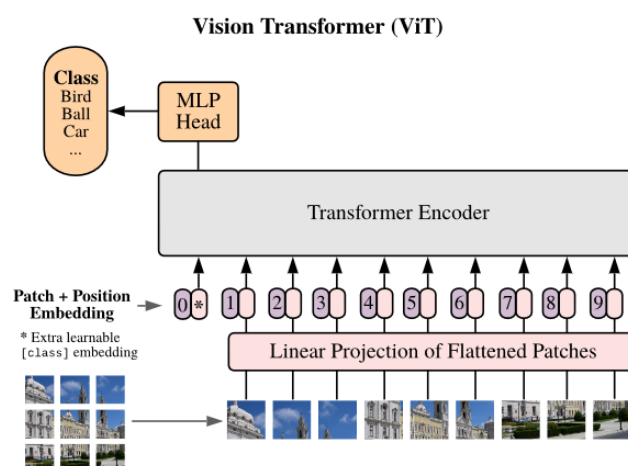 Vision Transformer (ViT)
Class
Bird
Ball
Car
...
MLP
Head
Transformer Encoder
Patch + Position
Embedding
0 * 1 2 3 4 5 6 7 8 9
* Extra learnable
[class] embedding
Linear Projection of Flattened Patches